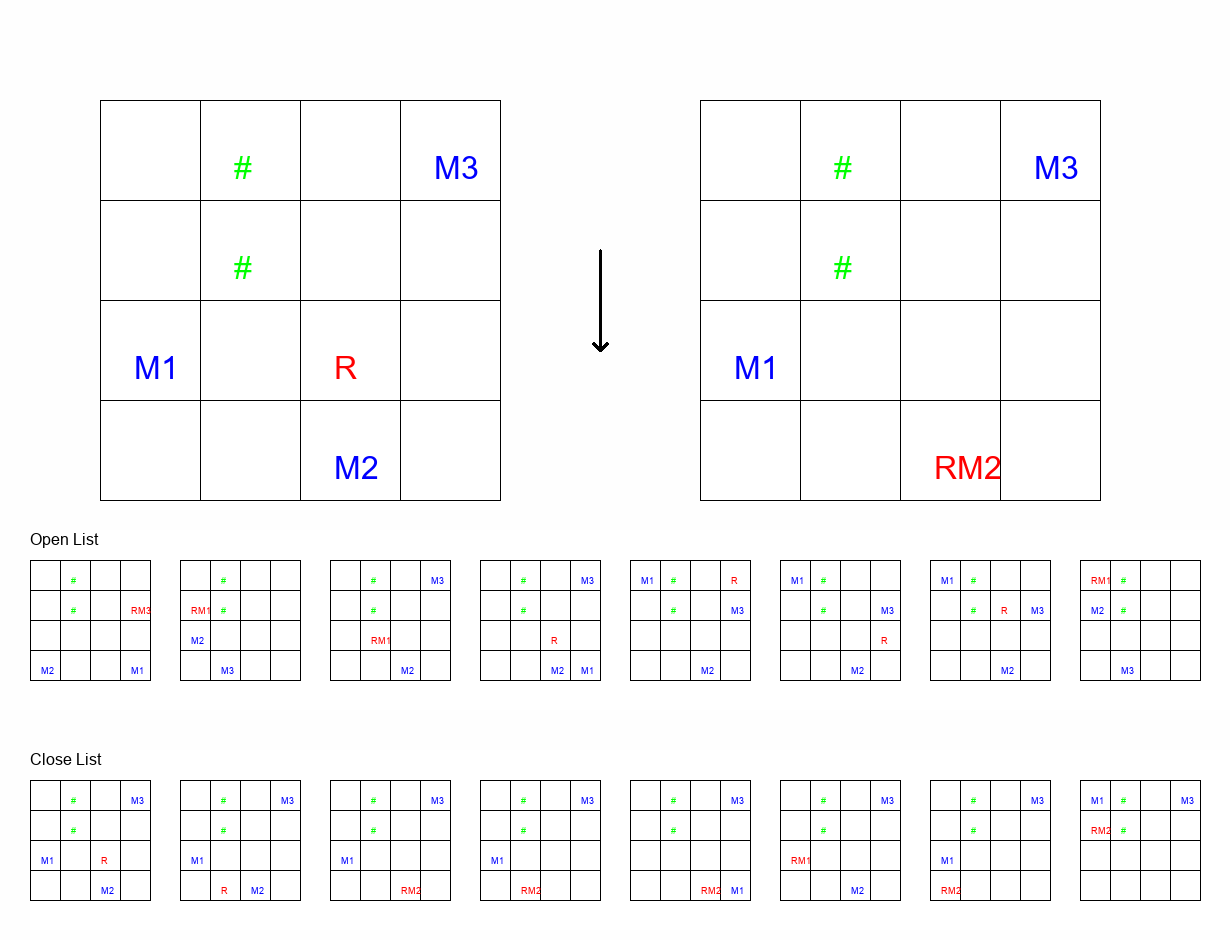 # M3 # M3
# #
M1 R M1
M2 RM2
Open List
# # # M3 # M3 M1 # R M1 # M1 # RM1 #
# RM3 RM1 # # # # M3 # M3 # R M3 M2 #
M2 RM1 R R
M2 M1 M3 M2 M2 M1 M2 M2 M2 M3
Close List
# M3 # M3 # M3 # M3 # M3 # M3 # M3 M1 # M3
# # # # # # # RM2 #
M1 R M1 M1 M1 RM1 M1
M2 R M2 RM2 RM2 RM2 M1 M2 RM2